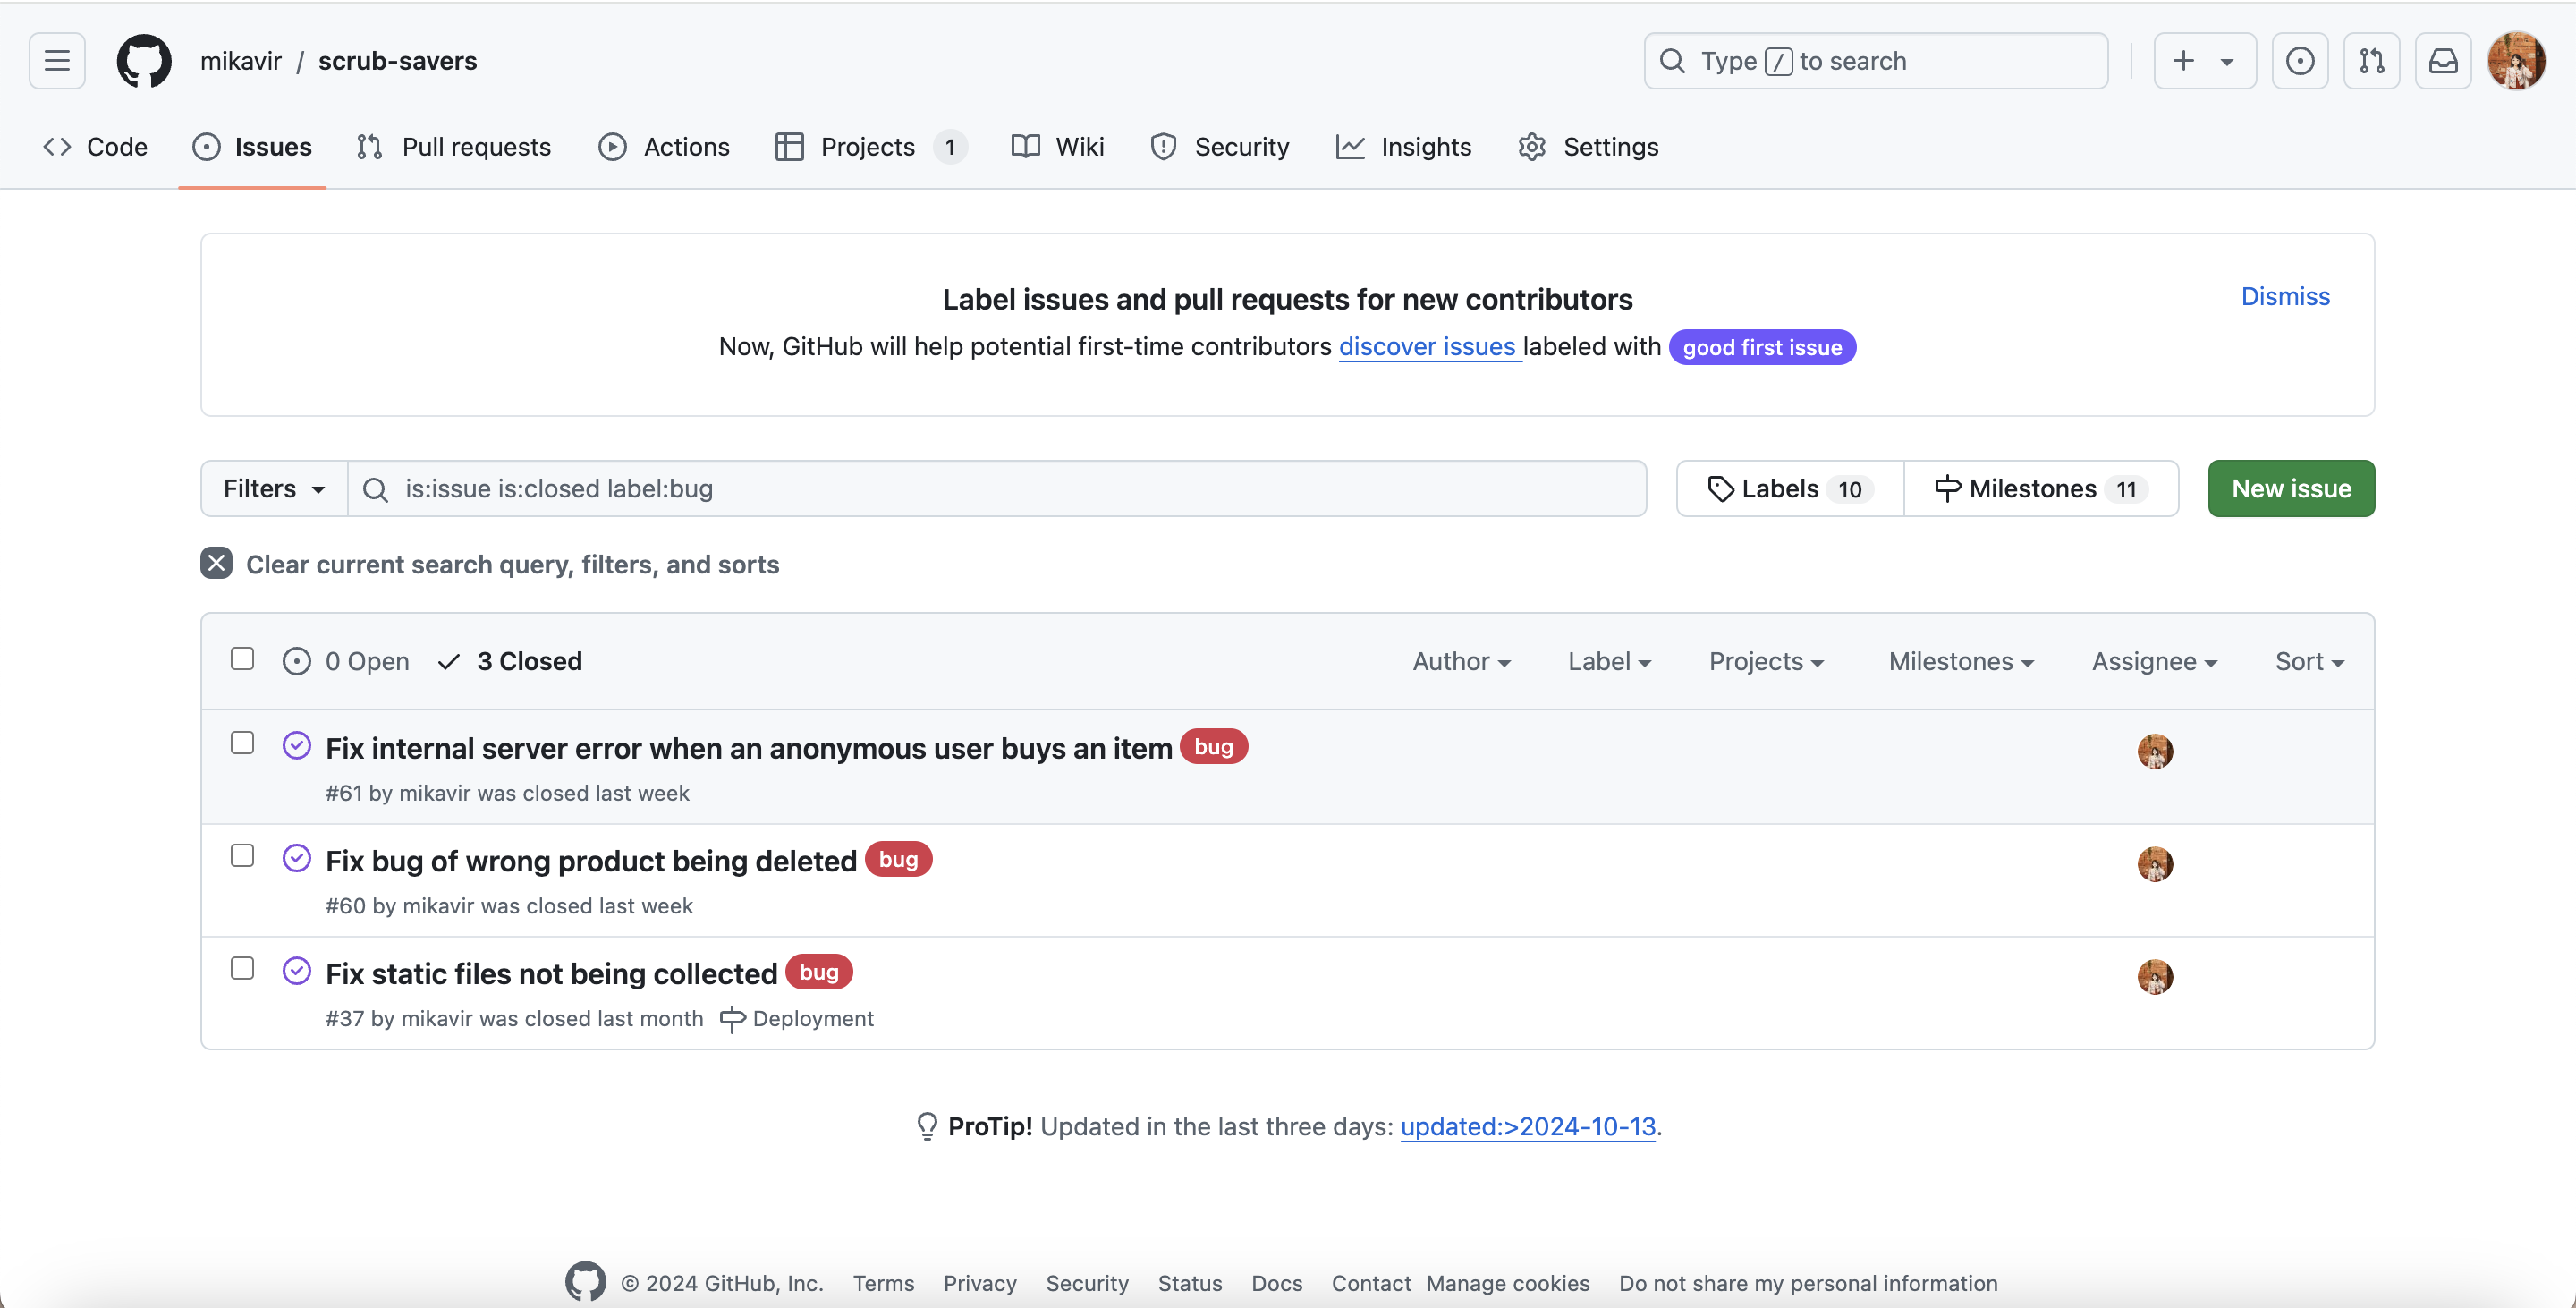 mikavir / scrub-savers
Type / to search
Code Issues Pull requests Actions Projects 1 Wiki Security Insights Settings
Label issues and pull requests for new contributors
Dismiss
Now, GitHub will help potential first-time contributors discover issues labeled with good first issue
Filters is:issue is:closed label:bug Labels 10 Milestones 11 New issue
Clear current search query, filters, and sorts
0 Open 3 Closed Author Label Projects Milestones Assignee Sort
Fix internal server error when an anonymous user buys an item bug
#61 by mikavir was closed last week
Fix bug of wrong product being deleted bug
#60 by mikavir was closed last week
Fix static files not being collected bug
#37 by mikavir was closed last month Deployment
ProTip! Updated in the last three days: updated:>2024-10-13.
© 2024 GitHub, Inc. Terms Privacy Security Status Docs Contact Manage cookies Do not share my personal information